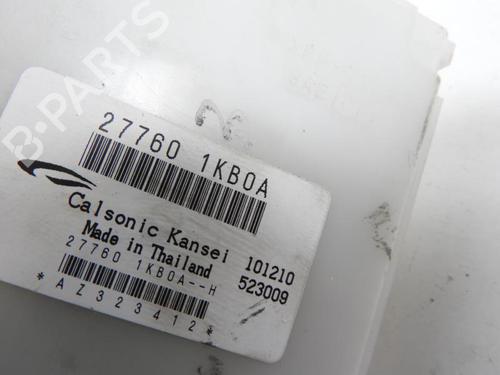 B-PARTS
27760 1KB0A
Calsonic Kansei 101210
Made in Thailand 523009
27760 1KB0A--H
*AZ323412*